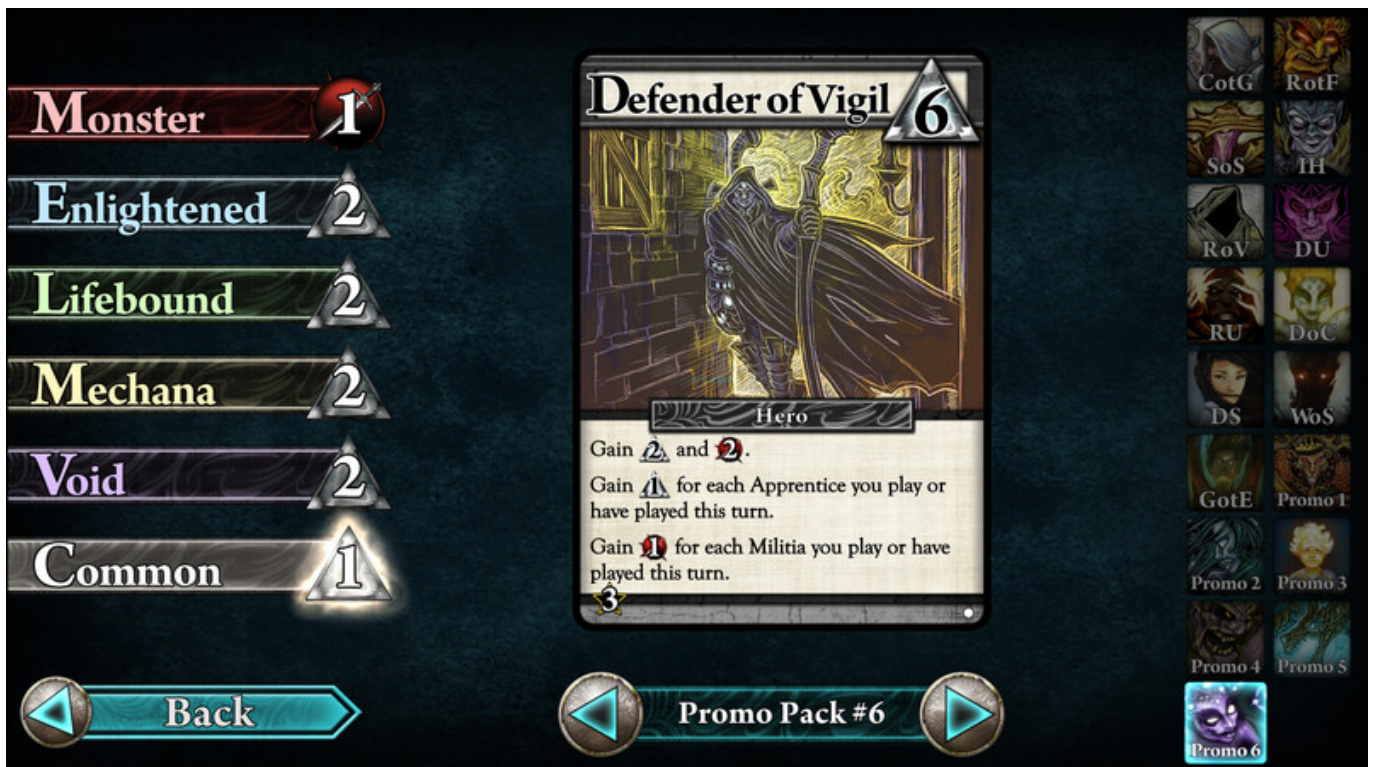 Monster 1
Enlightened 2
Lifebound 2
Mechana 2
Void 2
Common 1
Back
Defender of Vigil 6
Hero
Gain 2 and 2.
Gain 1 for each Apprentice you play or
have played this turn.
Gain 1 for each Militia you play or have
played this turn.
3
Promo Pack #6
CotG RotF
SoS IH
RoV DU
RU DoC
DS WoS
GotE Promo 1
Promo 2 Promo 3
Promo 4 Promo 5
Promo 6